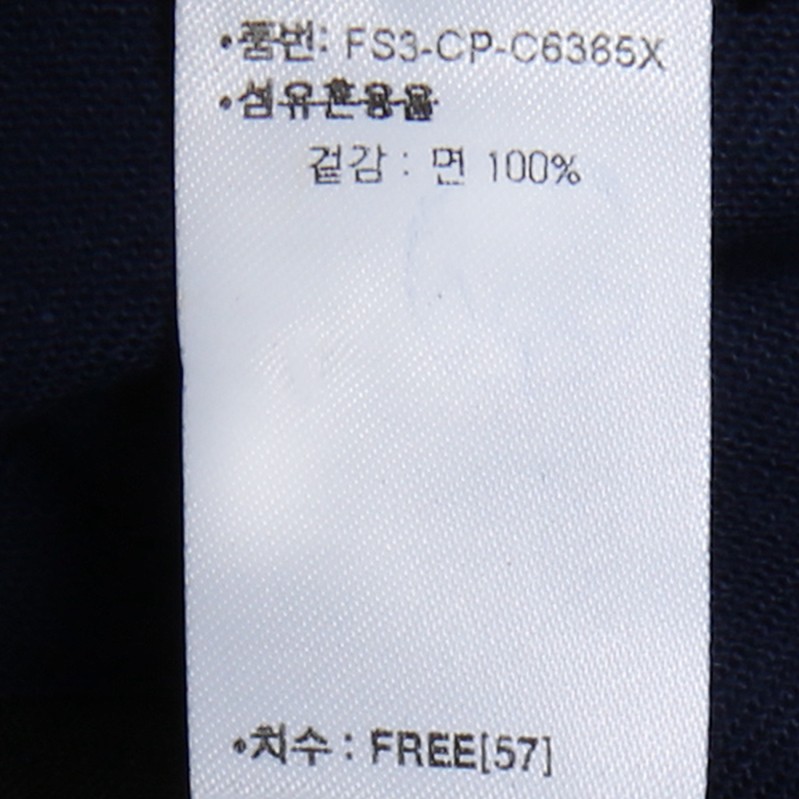 •품번: FS3-CP-C6365X
•섬유혼용율
겉감 : 면 100%
•치수 : FREE[57]